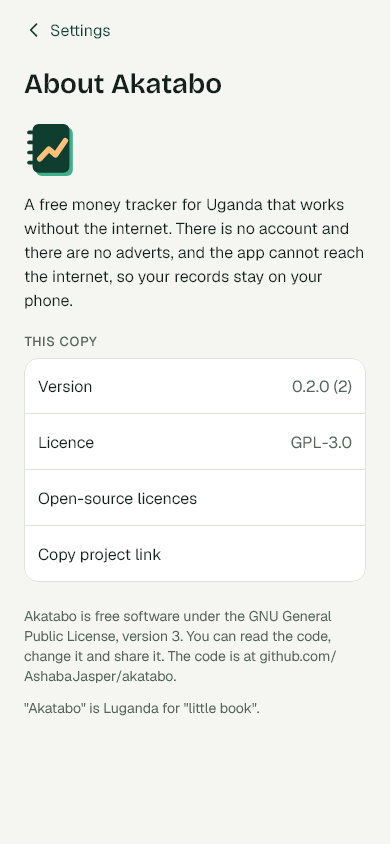 Settings
About Akatabo
A free money tracker for Uganda that works
without the internet. There is no account and
there are no adverts, and the app cannot reach
the internet, so your records stay on your
phone.
THIS COPY
Version 0.2.0 (2)
Licence GPL-3.0
Open-source licences
Copy project link
Akatabo is free software under the GNU General
Public License, version 3. You can read the code,
change it and share it. The code is at github.com/
AshabaJasper/akatabo.
"Akatabo" is Luganda for "little book".